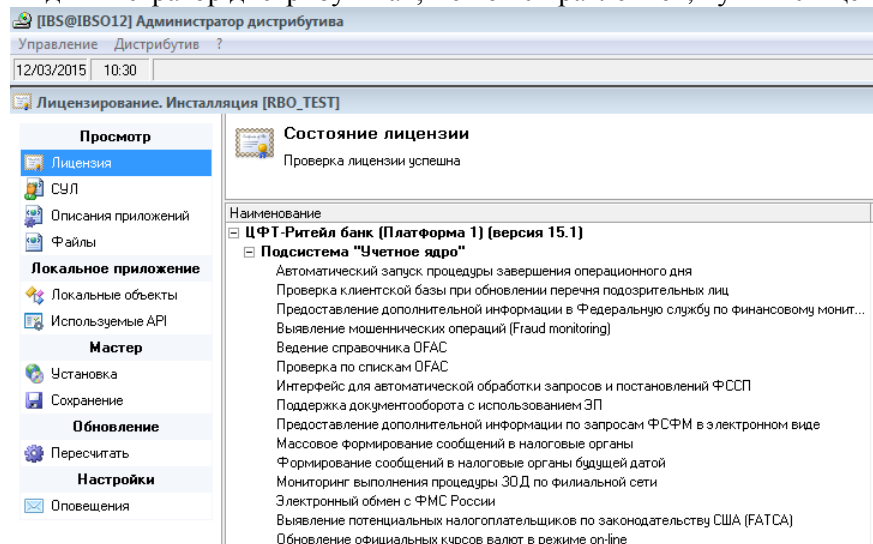 [IBS@IBSO12] Администратор дистрибутива
Управление Дистрибутив ?
12/03/2015 10:30
Лицензирование. Инсталляция [RBO_TEST]
Просмотр
Лицензия
СУЛ
Описания приложений
Файлы
Локальное приложение
Локальные объекты
Используемые API
Мастер
Установка
Сохранение
Обновление
Пересчитать
Настройки
Оповещения
Состояние лицензии
Проверка лицензии успешна
Наименование
ЦФТ-Ритейл банк (Платформа 1) (версия 15.1)
Подсистема "Учетное ядро"
Автоматический запуск процедуры завершения операционного дня
Проверка клиентской базы при обновлении перечня подозрительных лиц
Предоставление дополнительной информации в Федеральную службу по финансовому монит...
Выявление мошеннических операций (Fraud monitoring)
Ведение справочника OFAC
Проверка по спискам OFAC
Интерфейс для автоматической обработки запросов и постановлений ФССП
Поддержка документооборота с использованием ЭП
Предоставление дополнительной информации по запросам ФСФМ в электронном виде
Массовое формирование сообщений в налоговые органы
Формирование сообщений в налоговые органы будущей датой
Мониторинг выполнения процедуры ЗОД по филиальной сети
Электронный обмен с ФМС России
Выявление потенциальных налогоплательщиков по законодательству США (FATCA)
Обновление официальных курсов валют в режиме on-line